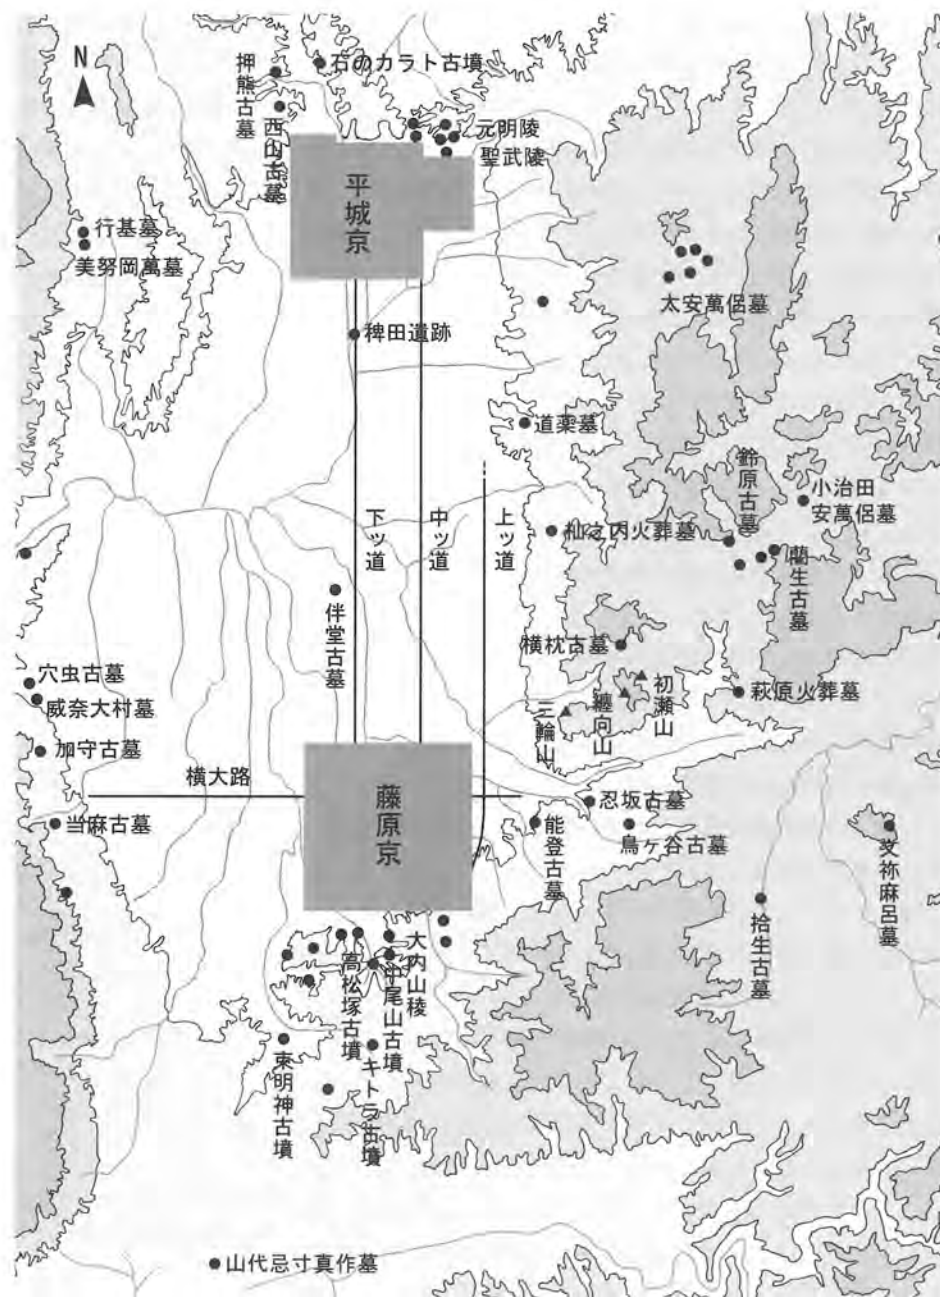 N
押熊古墓
石のカラト古墳
西山古墓
元明陵
聖武陵
平城京
行基墓
美努岡萬墓
太安萬侶墓
稗田遺跡
道薬墓
鈴原古墓
小治田
安萬侶墓
下ッ道
中ッ道
上ッ道
杣之内火葬墓
蘭生古墓
伴堂古墓
横枕古墓
穴虫古墓
威奈大村墓
初瀬山
纏向山
三輪山
萩原火葬墓
加守古墓
横大路
藤原京
当麻古墓
忍坂古墓
能登古墓
鳥ヶ谷古墓
文祢麻呂墓
拾生古墓
大内山稜
中尾山古墳
高松塚古墳
キトラ古墳
束明神古墳
山代忌寸真作墓